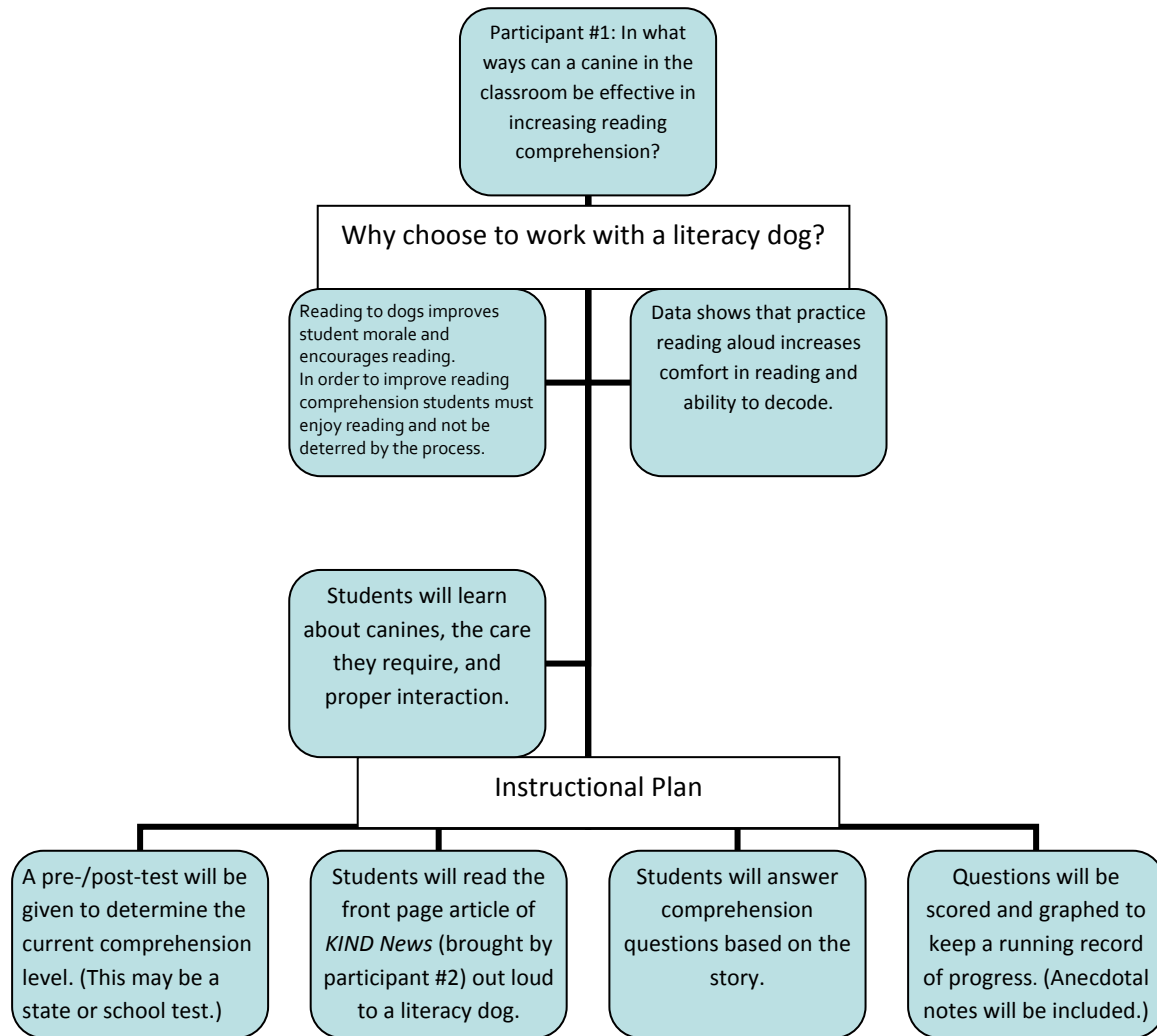 Participant #1: In what
ways can a canine in the
classroom be effective in
increasing reading
comprehension?
Why choose to work with a literacy dog?
Reading to dogs improves
student morale and
encourages reading.
In order to improve reading
comprehension students must
enjoy reading and not be
deterred by the process.
Data shows that practice
reading aloud increases
comfort in reading and
ability to decode.
Students will learn
about canines, the care
they require, and
proper interaction.
Instructional Plan
A pre-/post-test will be
given to determine the
current comprehension
level. (This may be a
state or school test.)
Students will read the
front page article of
KIND News (brought by
participant #2) out loud
to a literacy dog.
Students will answer
comprehension
questions based on the
story.
Questions will be
scored and graphed to
keep a running record
of progress. (Anecdotal
notes will be included.)